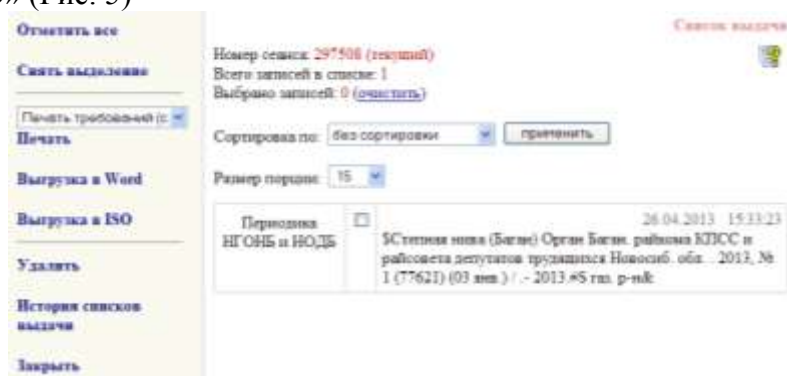 » (Рис. 5)
Отметить все
Снять выделение
Печать требований (с
Печать
Выгрузка в Word
Выгрузка в ISO
Удалить
История списков
выдачи
Закрыть
Список выдачи
Номер сеанса: 297508 (текущий)
Всего записей в списке: 1
Выбрано записей: 0 (очистить)
Сортировка по: без сортировки применить
Размер порции: 15
Периодика
НГОНБ и НОДБ
26.04.2013 15:33:23
$Степная нива (Баган) Орган Баган. райкома КПСС и
райсовета депутатов трудящихся Новосиб. обл. . 2013, №
1 (77621) (03 янв.) / .- 2013.#S газ. р-н&